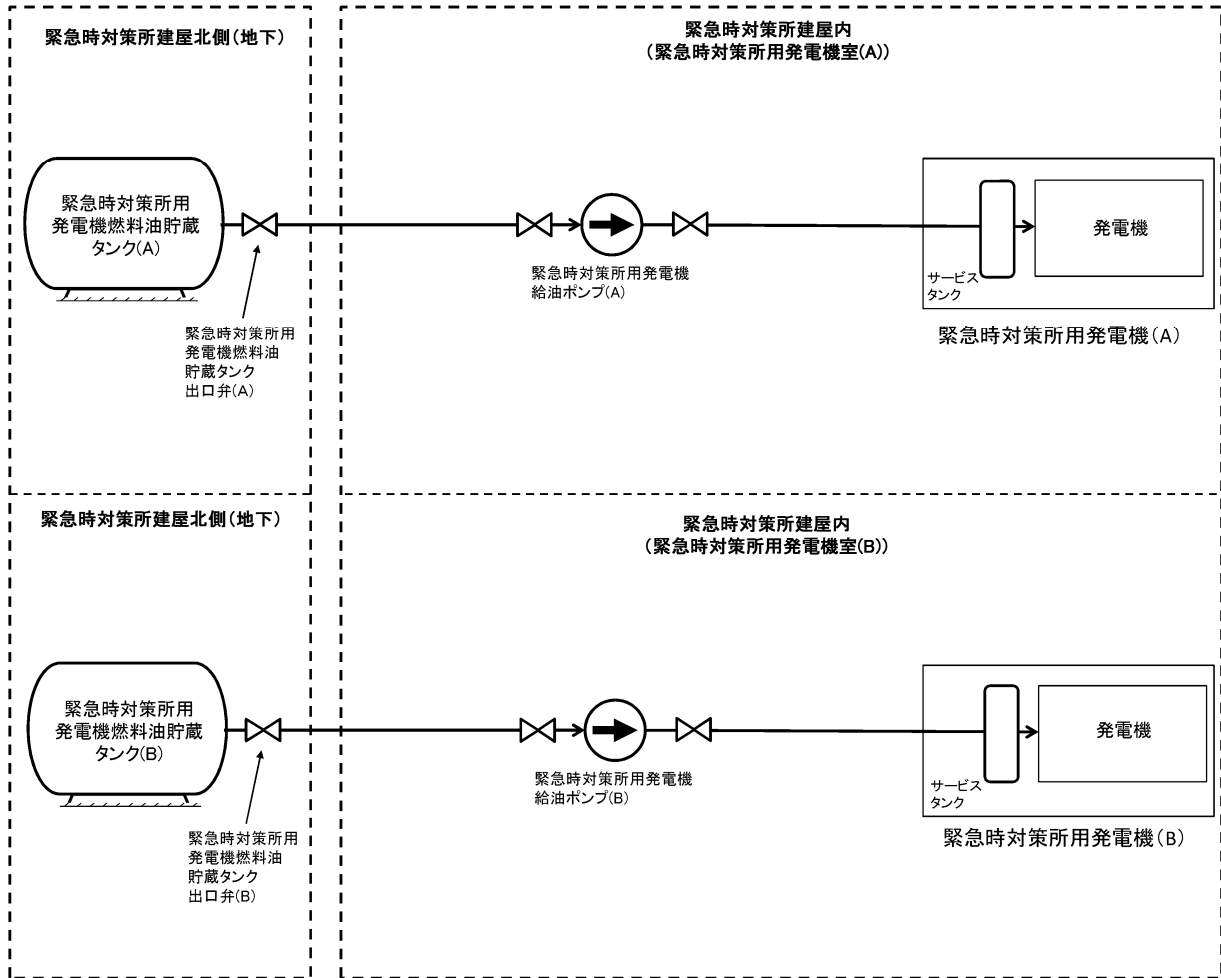 緊急時対策所建屋北側(地下)
緊急時対策所建屋内
(緊急時対策所用発電機室(A))
緊急時対策所用
発電機燃料油貯蔵
タンク(A)
緊急時対策所用
発電機燃料油
貯蔵タンク
出口弁(A)
緊急時対策所用発電機
給油ポンプ(A)
サービス
タンク
発電機
緊急時対策所用発電機(A)
緊急時対策所建屋北側(地下)
緊急時対策所建屋内
(緊急時対策所用発電機室(B))
緊急時対策所用
発電機燃料油貯蔵
タンク(B)
緊急時対策所用
発電機燃料油
貯蔵タンク
出口弁(B)
緊急時対策所用発電機
給油ポンプ(B)
サービス
タンク
発電機
緊急時対策所用発電機(B)